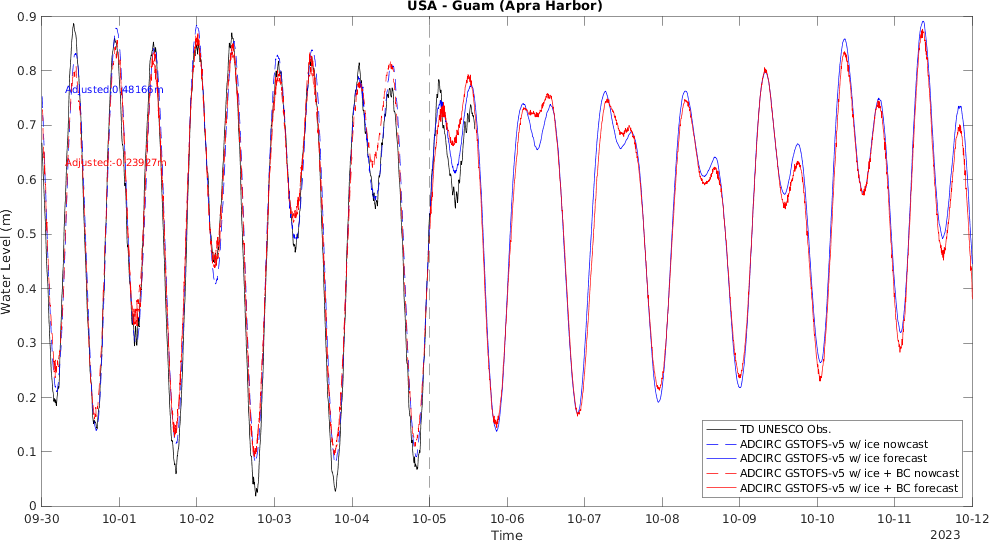 USA - Guam (Apra Harbor)
0.9
0.8
0.7
0.6
0.5
0.4
0.3
0.2
0.1
0
Water Level (m)
Adjusted:0.48166m
Adjusted:-0.23927m
TD UNESCO Obs.
ADCIRC GSTOFS-v5 w/ ice nowcast
ADCIRC GSTOFS-v5 w/ ice forecast
ADCIRC GSTOFS-v5 w/ ice + BC nowcast
ADCIRC GSTOFS-v5 w/ ice + BC forecast
09-30 10-01 10-02 10-03 10-04 10-05 10-06 10-07 10-08 10-09 10-10 10-11 10-12
Time
2023